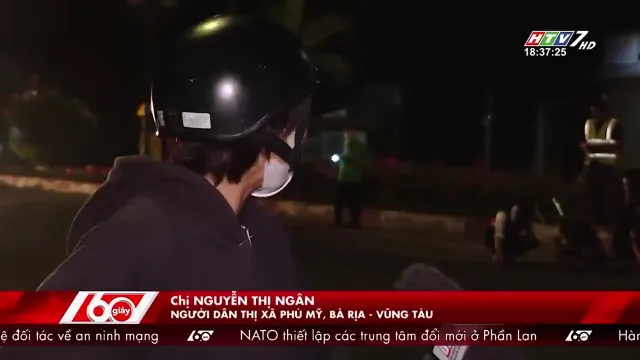 HTV7 HD
18:37:25
60 giây
Chị NGUYỄN THỊ NGÂN
NGƯỜI DÂN THỊ XÃ PHÚ MỸ, BÀ RỊA - VŨNG TÀU
ệ đối tác về an ninh mạng 60 NATO thiết lập các trung tâm đổi mới ở Phần Lan 60 Hà